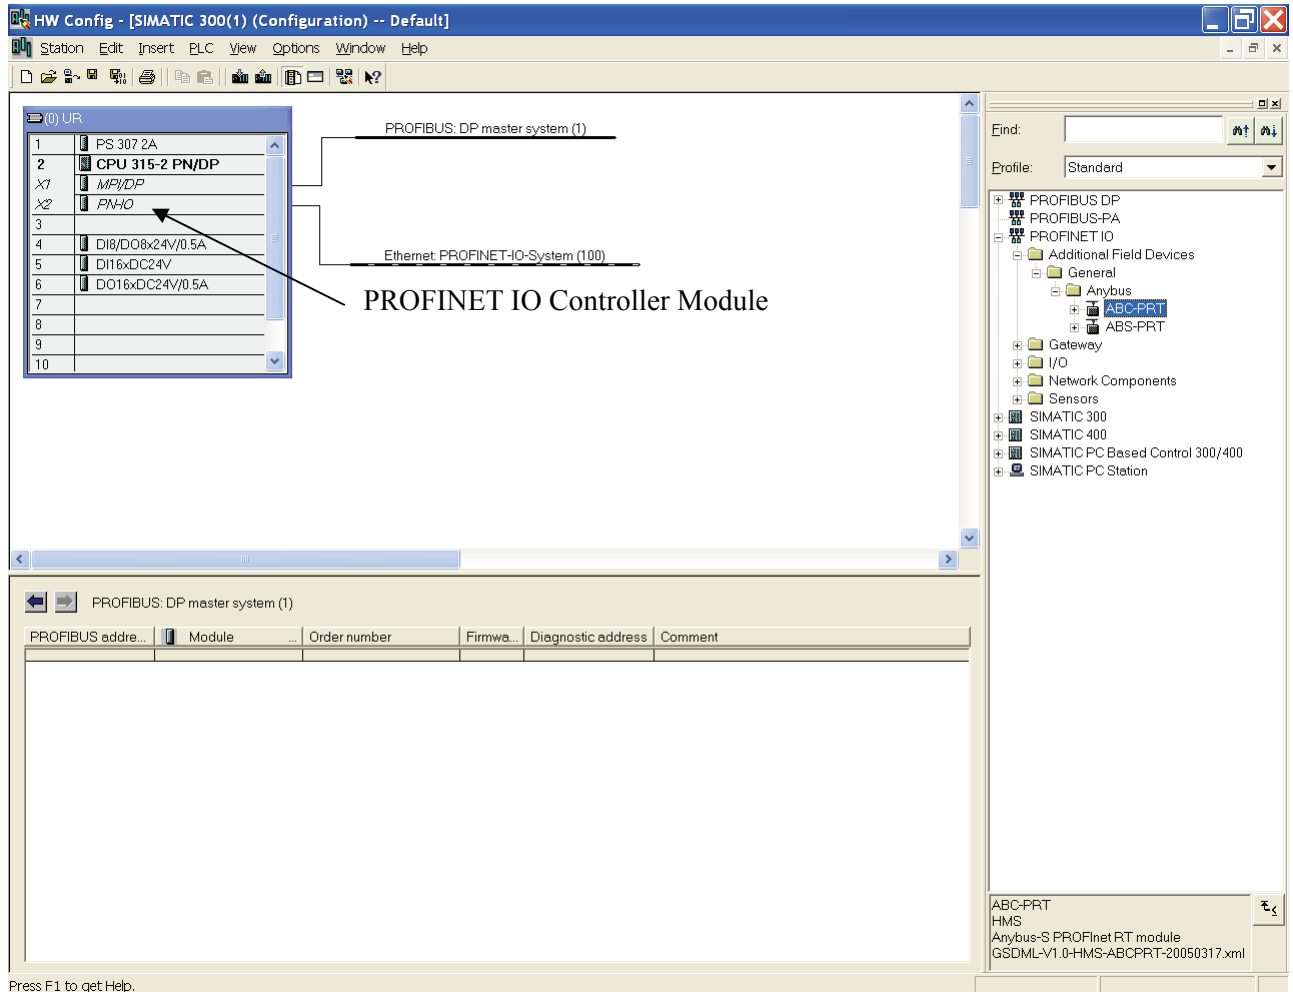 HW Config - [SIMATIC 300(1) (Configuration) -- Default]
Station Edit Insert PLC View Options Window Help
(0) UR
1 PS 307 2A
2 CPU 315-2 PN/DP
X1 MPI/DP
X2 PN-IO
3
4 DI8/DO8x24V/0.5A
5 DI16xDC24V
6 DO16xDC24V/0.5A
7
8
9
10
PROFIBUS: DP master system (1)
Ethernet: PROFINET-IO-System (100)
PROFINET IO Controller Module
Find:
Profile: Standard
PROFIBUS DP
PROFIBUS-PA
PROFINET IO
Additional Field Devices
General
Anybus
ABC-PRT
ABS-PRT
Gateway
I/O
Network Components
Sensors
SIMATIC 300
SIMATIC 400
SIMATIC PC Based Control 300/400
SIMATIC PC Station
PROFIBUS: DP master system (1)
PROFIBUS addre... Module ... Order number Firmwa... Diagnostic address Comment
ABC-PRT
HMS
Anybus-S PROFInet RT module
GSDML-V1.0-HMS-ABCPRT-20050317.xml
Press F1 to get Help.